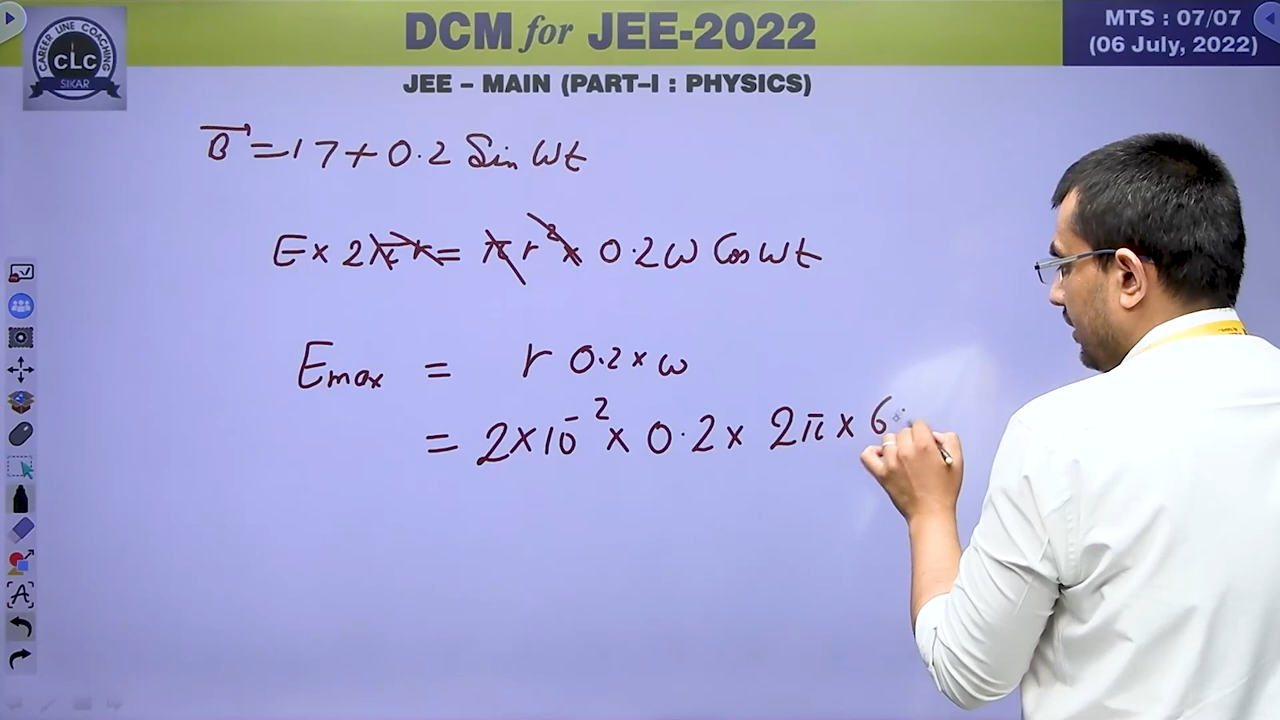 DCM for JEE-2022
MTS : 07/07
(06 July, 2022)
CAREER LINE COACHING
CLC
SIKAR
JEE – MAIN (PART–I : PHYSICS)
B⃗ = 17 + 0.2 Sin ωt
E × 2πr = πr² × 0.2ω Cos ωt
Emax = r 0.2 × ω
= 2 × 10⁻² × 0.2 × 2π × 6
A